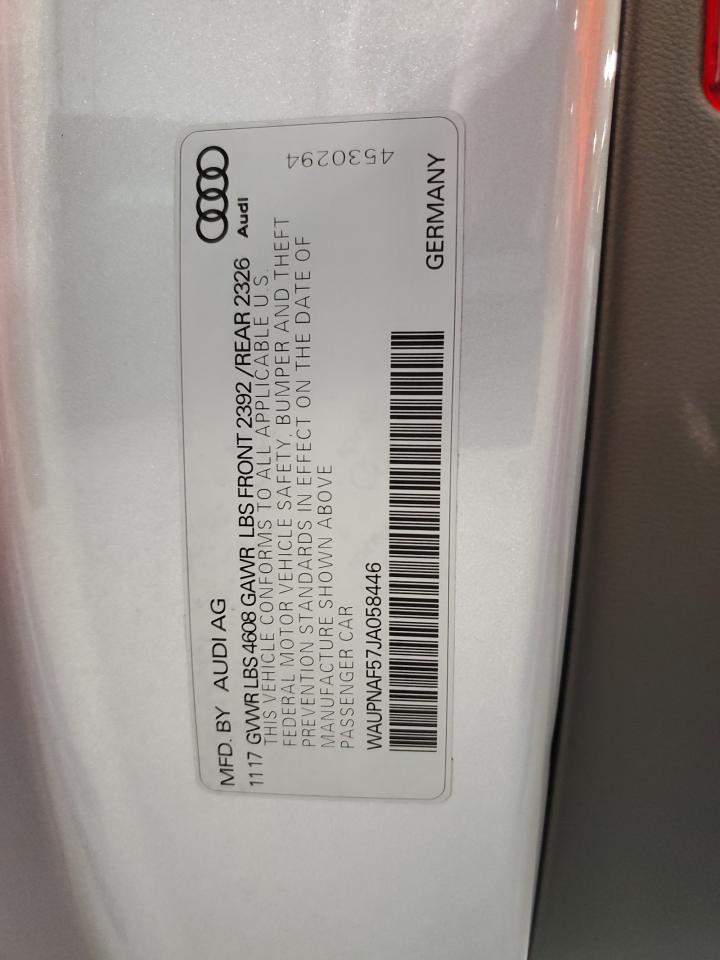 MFD. BY AUDI AG
Audi
11 17 GVWR LBS 4608 GAWR LBS FRONT 2392 /REAR 2326
THIS VEHICLE CONFORMS TO ALL APPLICABLE U.S.
FEDERAL MOTOR VEHICLE SAFETY, BUMPER AND THEFT
PREVENTION STANDARDS IN EFFECT ON THE DATE OF
MANUFACTURE SHOWN ABOVE
PASSENGER CAR
4530294
WAUPNAF57JA058446
GERMANY